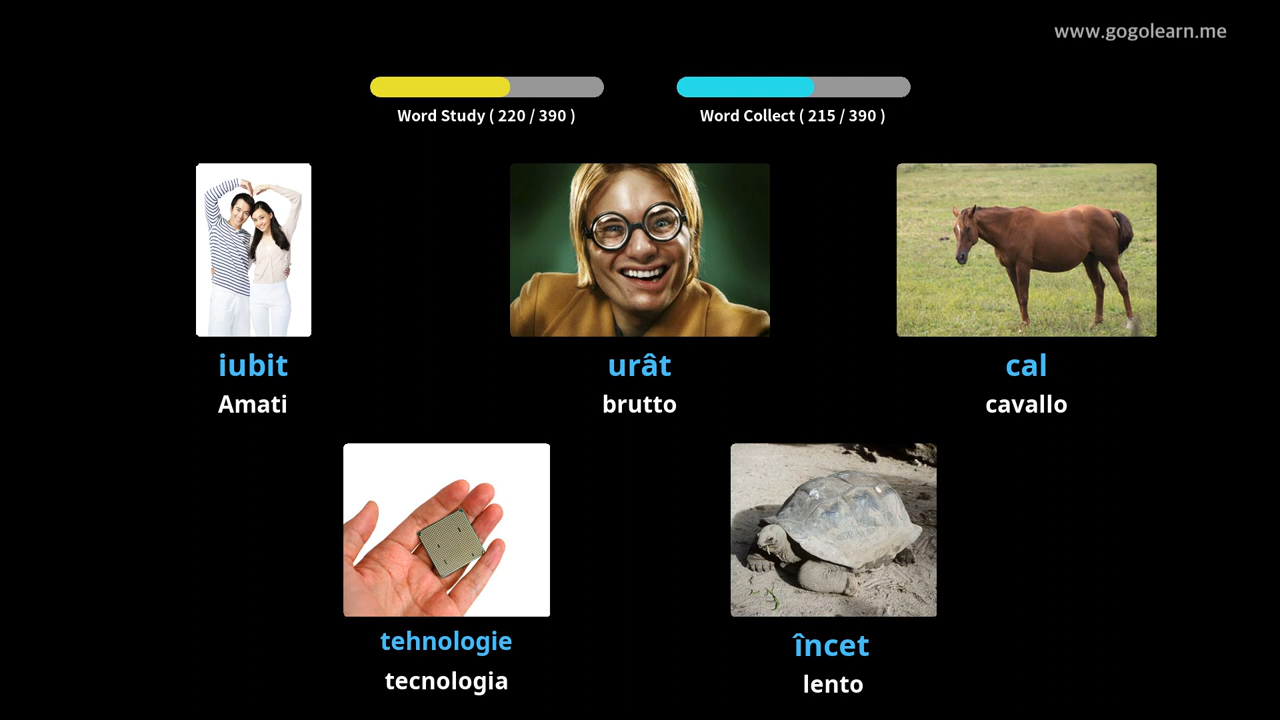 www.gogolearn.me
Word Study ( 220 / 390 )
Word Collect ( 215 / 390 )
iubit
Amati
urât
brutto
cal
cavallo
tehnologie
tecnologia
încet
lento